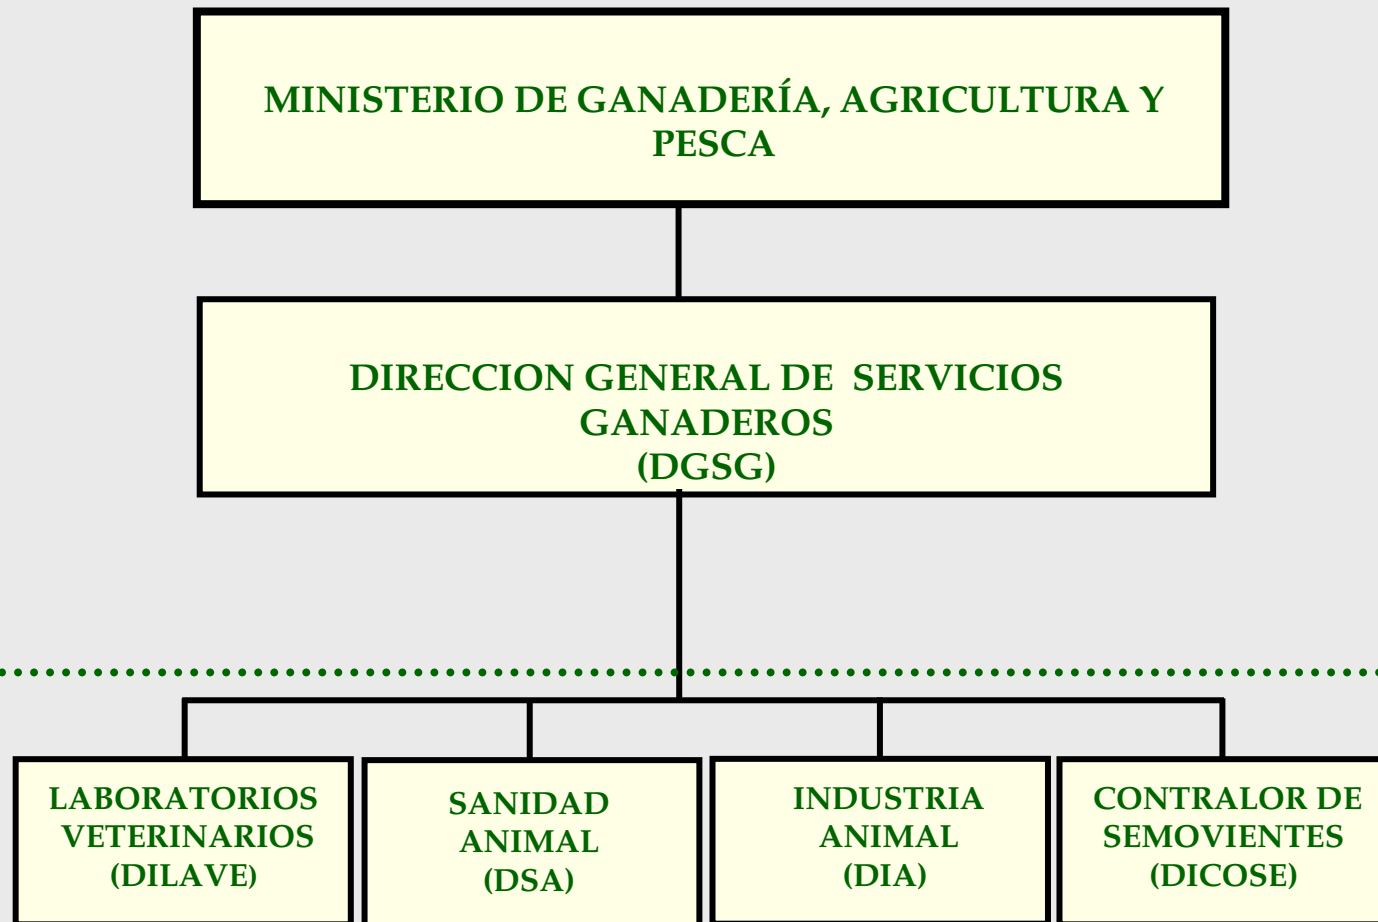 MINISTERIO DE GANADERÍA, AGRICULTURA Y
PESCA
DIRECCION GENERAL DE SERVICIOS
GANADEROS
(DGSG)
LABORATORIOS
VETERINARIOS
(DILAVE)
SANIDAD
ANIMAL
(DSA)
INDUSTRIA
ANIMAL
(DIA)
CONTRALOR DE
SEMOVIENTES
(DICOSE)